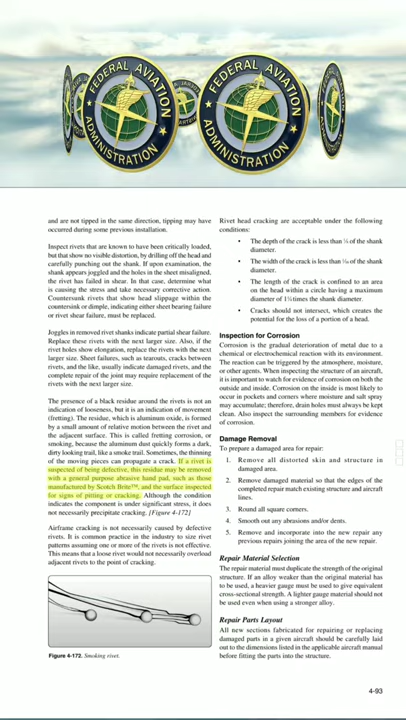 FEDERAL AVIATION
ADMINISTRATION
FEDERAL AVIATION
ADMINISTRATION
and are not tipped in the same direction, tipping may have
occurred during some previous installation.
Inspect rivets that are known to have been critically loaded,
but that show no visible distortion, by drilling off the head and
carefully punching out the shank. If upon examination, the
shank appears joggled and the holes in the sheet misaligned,
the rivet has failed in shear. In that case, determine what
is causing the stress and take necessary corrective action.
Countersunk rivets that show head slippage within the
countersink or dimple, indicating either sheet bearing failure
or rivet shear failure, must be replaced.
Joggles in removed rivet shanks indicate partial shear failure.
Replace these rivets with the next larger size. Also, if the
rivet holes show elongation, replace the rivets with the next
larger size. Sheet failures, such as tearouts, cracks between
rivets, and the like, usually indicate damaged rivets, and the
complete repair of the joint may require replacement of the
rivets with the next larger size.
The presence of a black residue around the rivets is not an
indication of looseness, but it is an indication of movement
(fretting). The residue, which is aluminum oxide, is formed
by a small amount of relative motion between the rivet and
the adjacent surface. This is called fretting corrosion, or
smoking, because the aluminum dust quickly forms a dark,
dirty looking trail, like a smoke trail. Sometimes, the thinning
of the moving pieces can propagate a crack. If a rivet is
suspected of being defective, this residue may be removed
with a general purpose abrasive hand pad, such as those
manufactured by Scotch Brite™, and the surface inspected
for signs of pitting or cracking. Although the condition
indicates the component is under significant stress, it does
not necessarily precipitate cracking. [Figure 4-172]
Airframe cracking is not necessarily caused by defective
rivets. It is common practice in the industry to size rivet
patterns assuming one or more of the rivets is not effective.
This means that a loose rivet would not necessarily overload
adjacent rivets to the point of cracking.
Figure 4-172. Smoking rivet.
Rivet head cracking are acceptable under the following
conditions:
• The depth of the crack is less than ⅛ of the shank
diameter.
• The width of the crack is less than 1⁄16 of the shank
diameter.
• The length of the crack is confined to an area
on the head within a circle having a maximum
diameter of 1½ times the shank diameter.
• Cracks should not intersect, which creates the
potential for the loss of a portion of a head.
Inspection for Corrosion
Corrosion is the gradual deterioration of metal due to a
chemical or electrochemical reaction with its environment.
The reaction can be triggered by the atmosphere, moisture,
or other agents. When inspecting the structure of an aircraft,
it is important to watch for evidence of corrosion on both the
outside and inside. Corrosion on the inside is most likely to
occur in pockets and corners where moisture and salt spray
may accumulate; therefore, drain holes must always be kept
clean. Also inspect the surrounding members for evidence
of corrosion.
Damage Removal
To prepare a damaged area for repair:
1. Remove all distorted skin and structure in
damaged area.
2. Remove damaged material so that the edges of the
completed repair match existing structure and aircraft
lines.
3. Round all square corners.
4. Smooth out any abrasions and/or dents.
5. Remove and incorporate into the new repair any
previous repairs joining the area of the new repair.
Repair Material Selection
The repair material must duplicate the strength of the original
structure. If an alloy weaker than the original material has
to be used, a heavier gauge must be used to give equivalent
cross-sectional strength. A lighter gauge material should not
be used even when using a stronger alloy.
Repair Parts Layout
All new sections fabricated for repairing or replacing
damaged parts in a given aircraft should be carefully laid
out to the dimensions listed in the applicable aircraft manual
before fitting the parts into the structure.
4-93